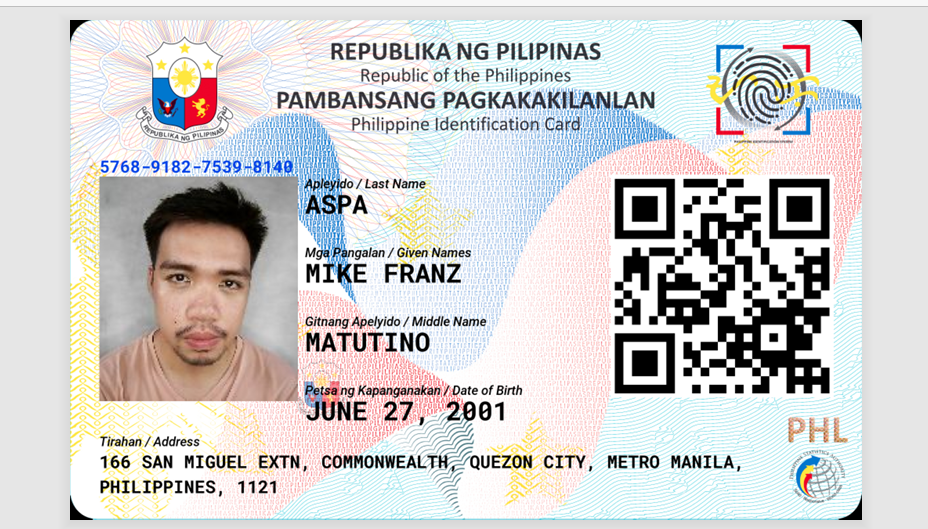 REPUBLIKA NG PILIPINAS
Republic of the Philippines
PAMBANSANG PAGKAKAKILANLAN
Philippine Identification Card
REPUBLIKA NG PILIPINAS
5768-9182-7539-8140
Apleyido / Last Name
ASPA
Mga Pangalan / Given Names
MIKE FRANZ
Gitnang Apelyido / Middle Name
MATUTINO
Petsa ng Kapanganakan / Date of Birth
JUNE 27, 2001
PHL
Tirahan / Address
166 SAN MIGUEL EXTN, COMMONWEALTH, QUEZON CITY, METRO MANILA,
PHILIPPINES, 1121